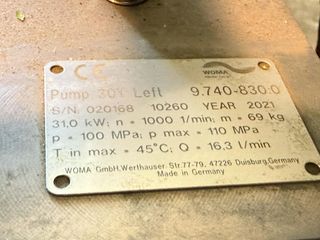 CE
WOMA
Pump 30Y Left 9.740-830.0
S/N: 020168 10260 YEAR 2021
31.0 kW; n = 1000 1/min; m = 69 kg
p = 100 MPa; p max = 110 MPa
T in max = 45°C; Q = 16.3 l/min
WOMA GmbH,Werthauser Str.77-79, 47226 Duisburg,Germany
Made in Germany